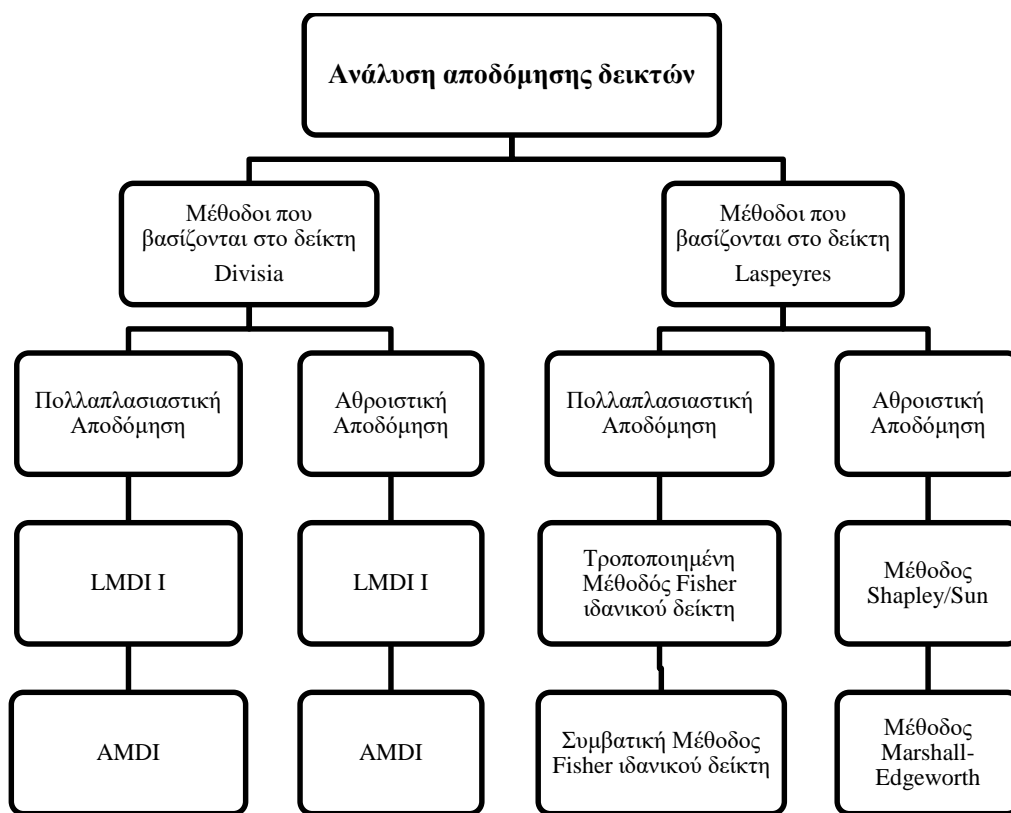 Ανάλυση αποδόμησης δεικτών
Μέθοδοι που
βασίζονται στο δείκτη
Divisia
Μέθοδοι που
βασίζονται στο δείκτη
Laspeyres
Πολλαπλασιαστική
Αποδόμηση
Αθροιστική
Αποδόμηση
Πολλαπλασιαστική
Αποδόμηση
Αθροιστική
Αποδόμηση
LMDI I
LMDI I
Τροποποιημένη
Μέθοδός Fisher
ιδανικού δείκτη
Μέθοδος
Shapley/Sun
AMDI
AMDI
Συμβατική Μέθοδος
Fisher ιδανικού δείκτη
Μέθοδος
Marshall-
Edgeworth